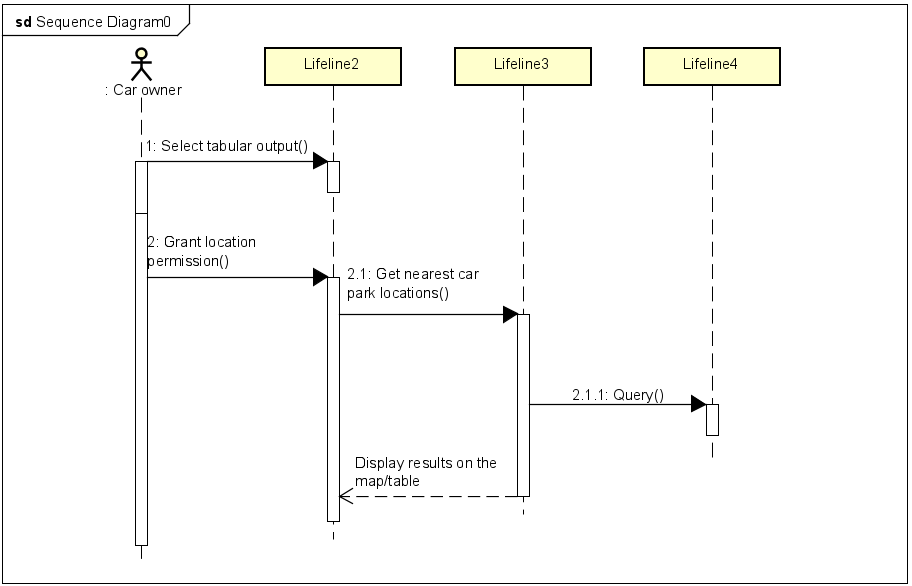 sd Sequence Diagram0
: Car owner
Lifeline2
Lifeline3
Lifeline4
1: Select tabular output()
2: Grant location
permission()
2.1: Get nearest car
park locations()
2.1.1: Query()
Display results on the
map/table